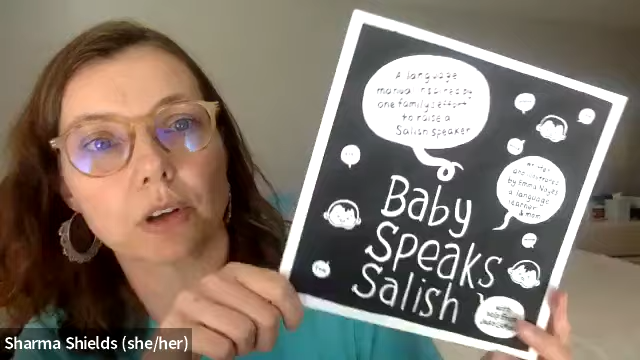 A language
manual inspired by
one family's effort
to raise a
Salish speaker
written
and illustrated
by Emma Noyes
a language
learner
& mom
Baby
Speaks
Salish
with
Sharma Shields (she/her)